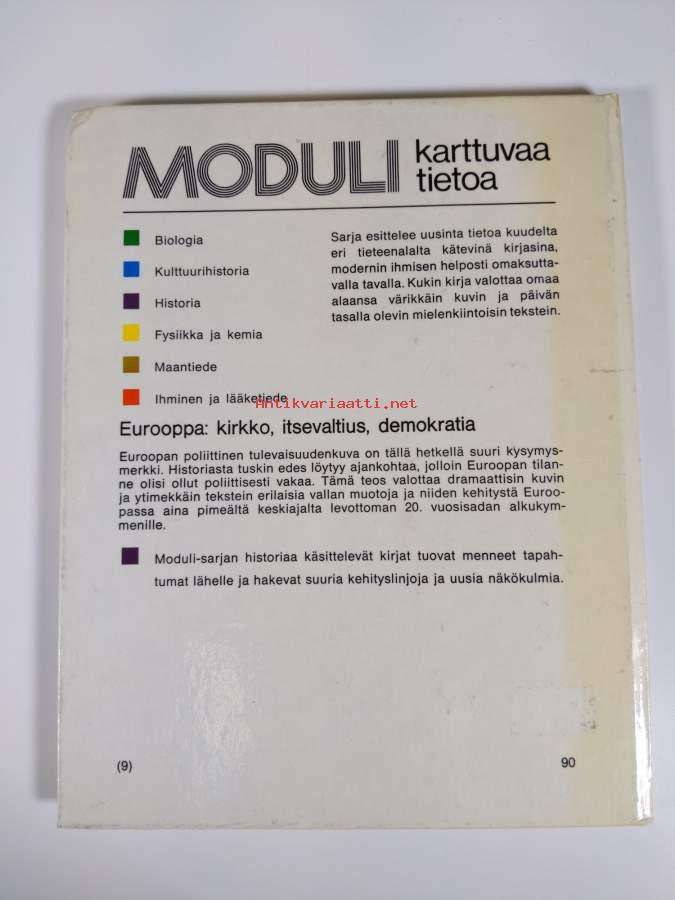 MODULI karttuvaa
tietoa
Biologia
Kulttuurihistoria
Historia
Fysiikka ja kemia
Maantiede
Ihminen ja lääketiede
Sarja esittelee uusinta tietoa kuudelta
eri tieteenalalta kätevinä kirjasina,
modernin ihmisen helposti omaksutta-
valla tavalla. Kukin kirja valottaa omaa
alaansa värikkäin kuvin ja päivän
tasalla olevin mielenkiintoisin tekstein.
Antikvariaatti.net
Eurooppa: kirkko, itsevaltius, demokratia
Euroopan poliittinen tulevaisuudenkuva on tällä hetkellä suuri kysymys-
merkki. Historiasta tuskin edes löytyy ajankohtaa, jolloin Euroopan tilan-
ne olisi ollut poliittisesti vakaa. Tämä teos valottaa dramaattisin kuvin
ja ytimekkäin tekstein erilaisia vallan muotoja ja niiden kehitystä Euroo-
passa aina pimeältä keskiajalta levottoman 20. vuosisadan alkukym-
menille.
Moduli-sarjan historiaa käsittelevät kirjat tuovat menneet tapah-
tumat lähelle ja hakevat suuria kehityslinjoja ja uusia näkökulmia.
(9) 90